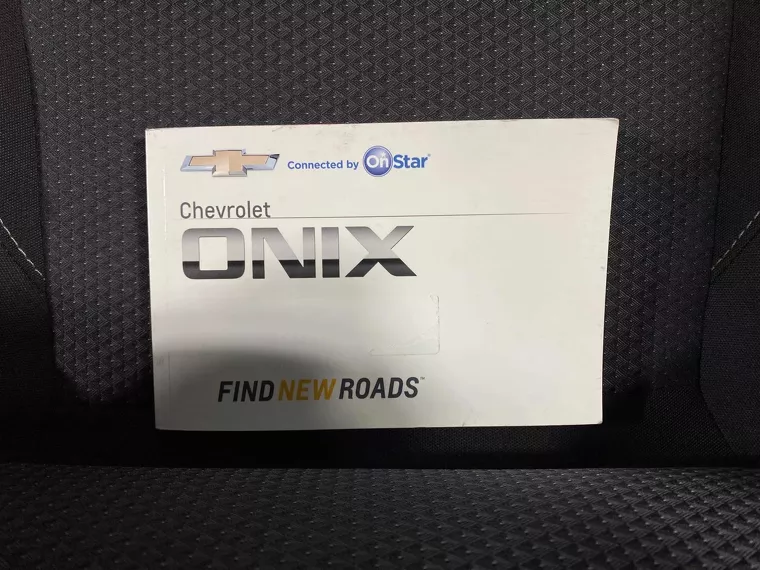 Connected by OnStar®
Chevrolet
ONIX
FIND NEW ROADS™